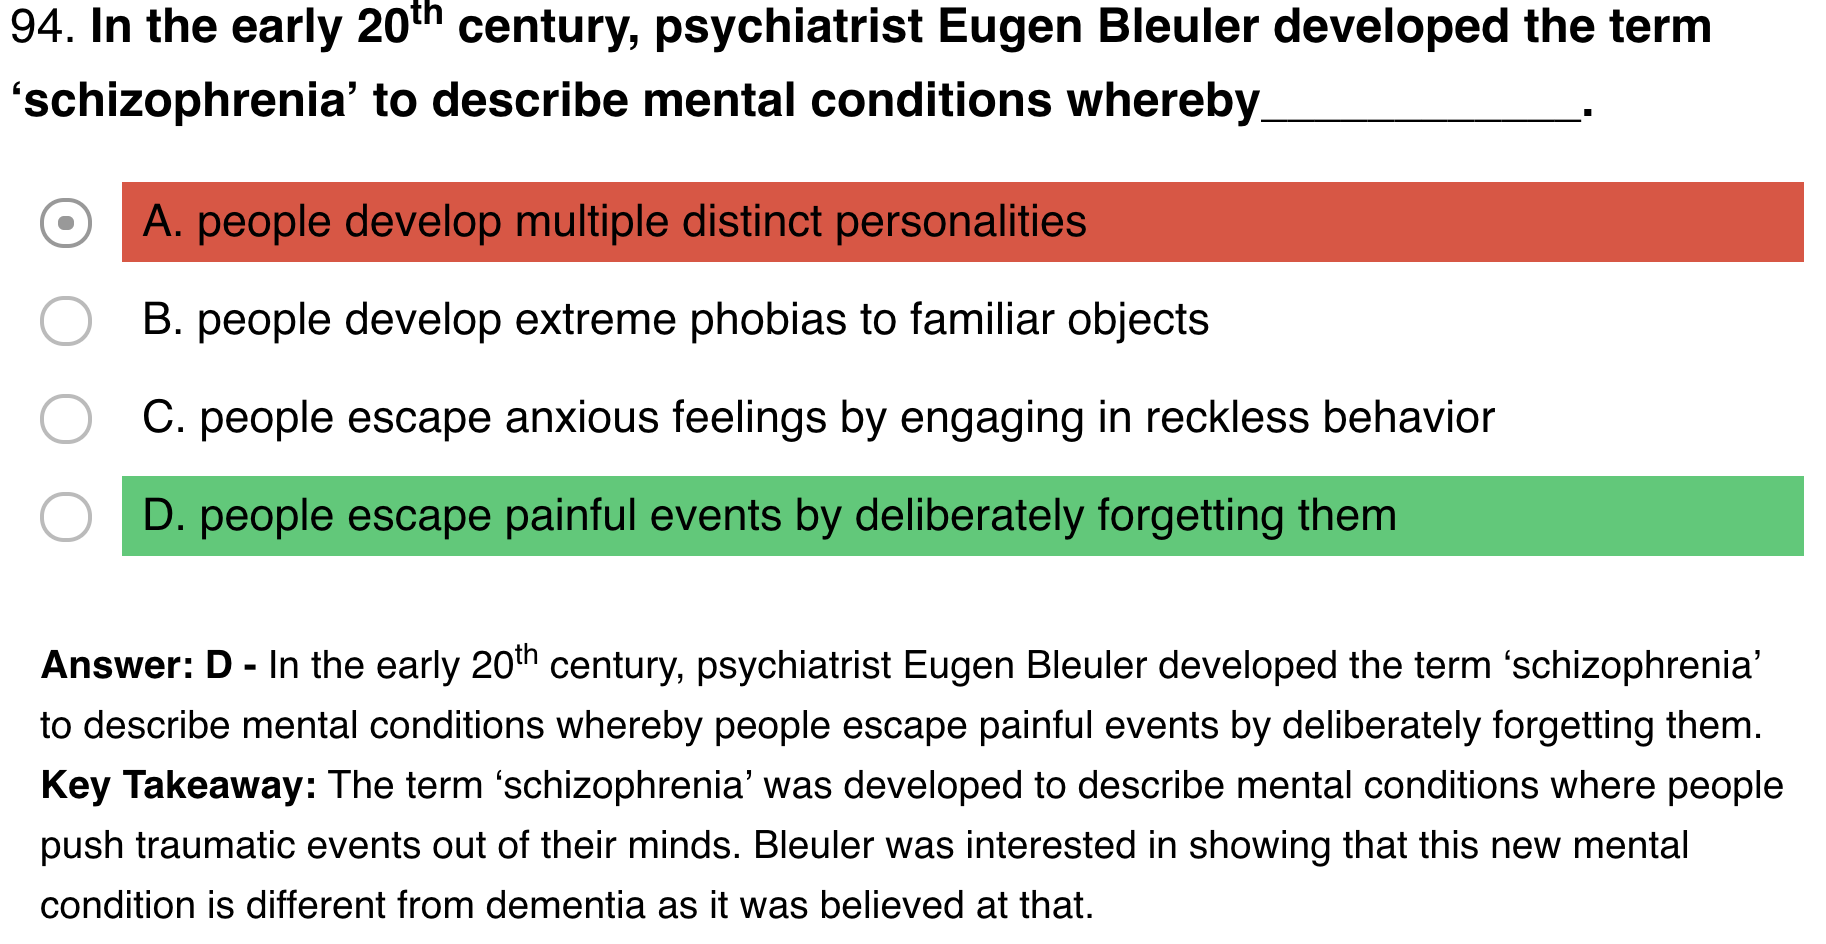 94. In the early 20th century, psychiatrist Eugen Bleuler developed the term
‘schizophrenia’ to describe mental conditions whereby____________.
A. people develop multiple distinct personalities
B. people develop extreme phobias to familiar objects
C. people escape anxious feelings by engaging in reckless behavior
D. people escape painful events by deliberately forgetting them
Answer: D - In the early 20th century, psychiatrist Eugen Bleuler developed the term ‘schizophrenia’
to describe mental conditions whereby people escape painful events by deliberately forgetting them.
Key Takeaway: The term ‘schizophrenia’ was developed to describe mental conditions where people
push traumatic events out of their minds. Bleuler was interested in showing that this new mental
condition is different from dementia as it was believed at that.